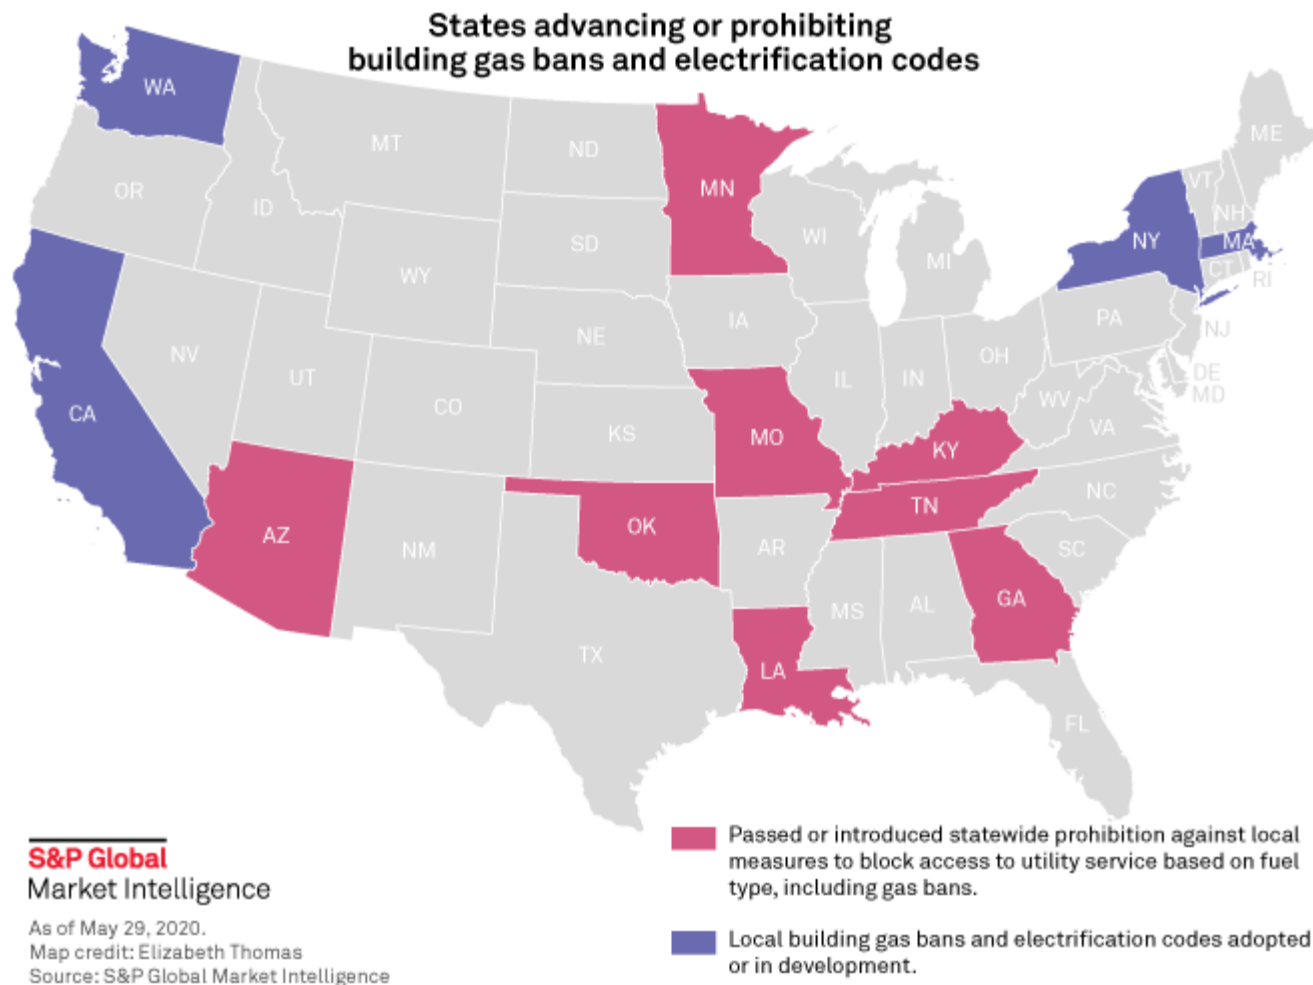 States advancing or prohibiting
building gas bans and electrification codes
WA
MT
ND
MN
ME
OR
ID
SD
WI
MI
VT
NH
NY
MA
CT
RI
WY
IA
PA
NJ
NV
UT
NE
IL
IN
OH
DE
MD
CA
CO
KS
MO
WV
VA
KY
AZ
NM
OK
AR
TN
NC
SC
TX
LA
MS
AL
GA
FL
S&P Global
Market Intelligence
As of May 29, 2020.
Map credit: Elizabeth Thomas
Source: S&P Global Market Intelligence
Passed or introduced statewide prohibition against local
measures to block access to utility service based on fuel
type, including gas bans.
Local building gas bans and electrification codes adopted
or in development.